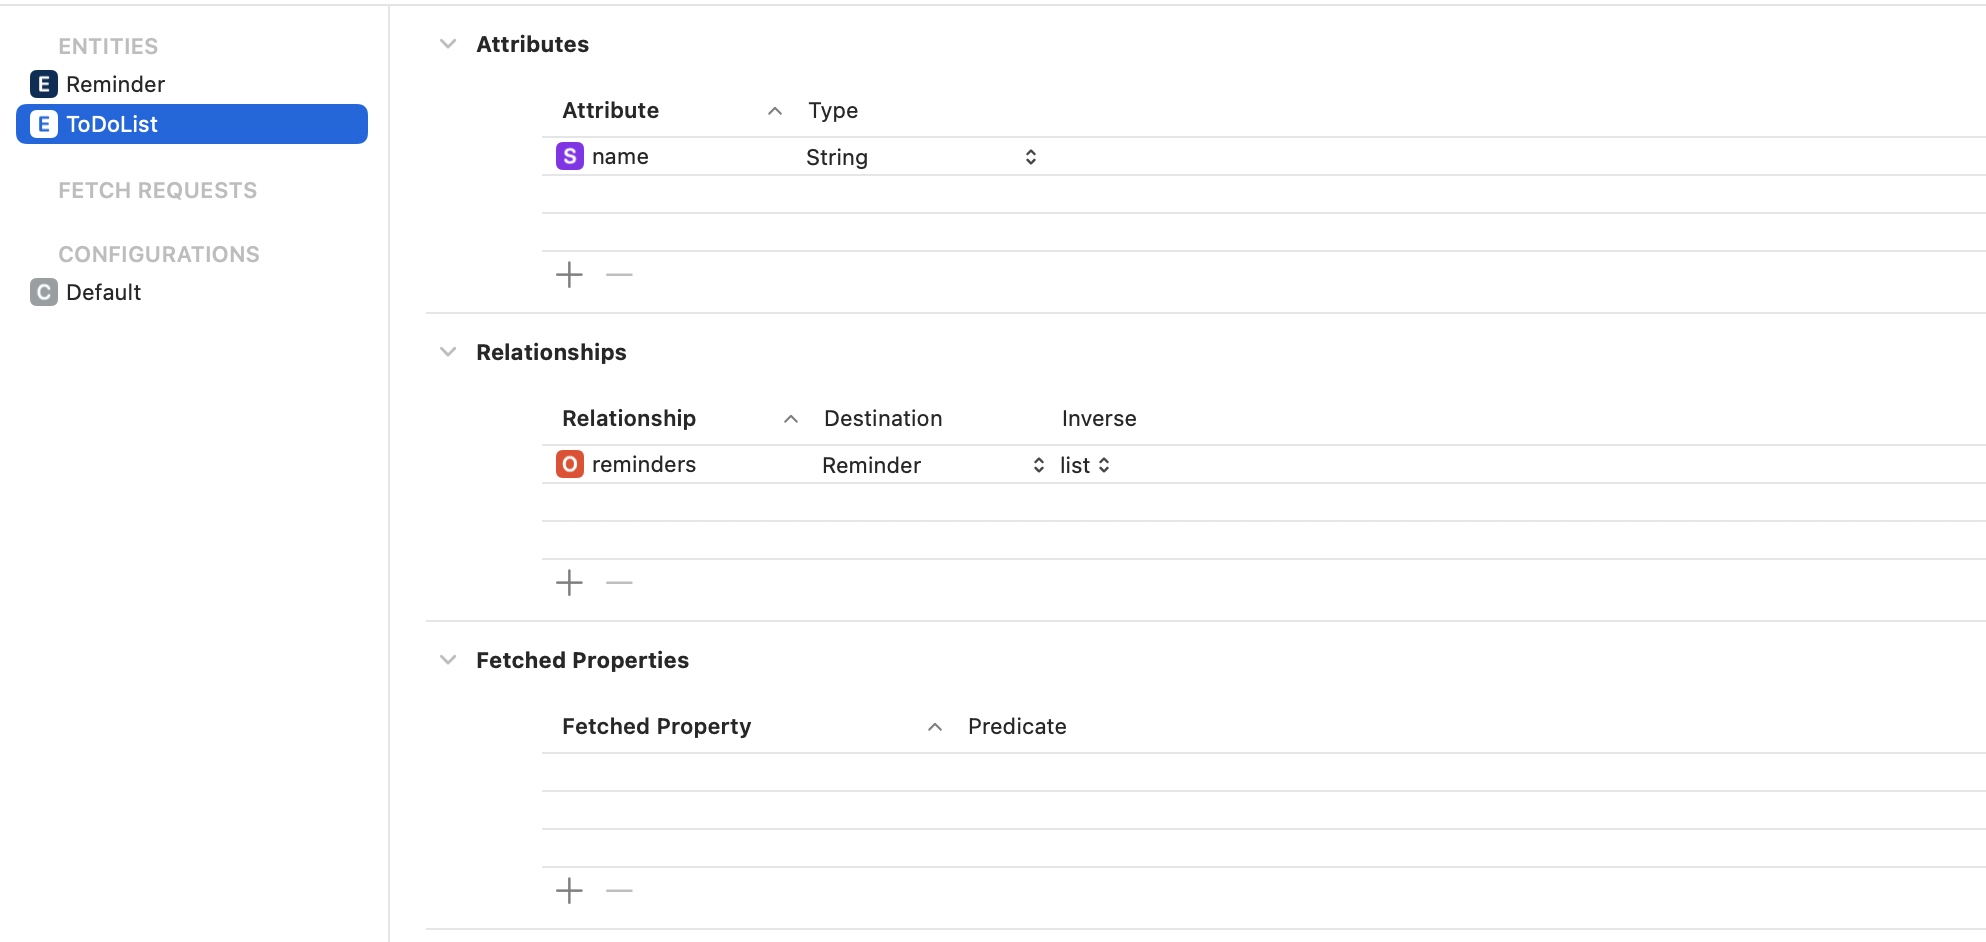 ENTITIES
E Reminder
E ToDoList
FETCH REQUESTS
CONFIGURATIONS
C Default
Attributes
Attribute Type
S name String
Relationships
Relationship Destination Inverse
O reminders Reminder list
Fetched Properties
Fetched Property Predicate